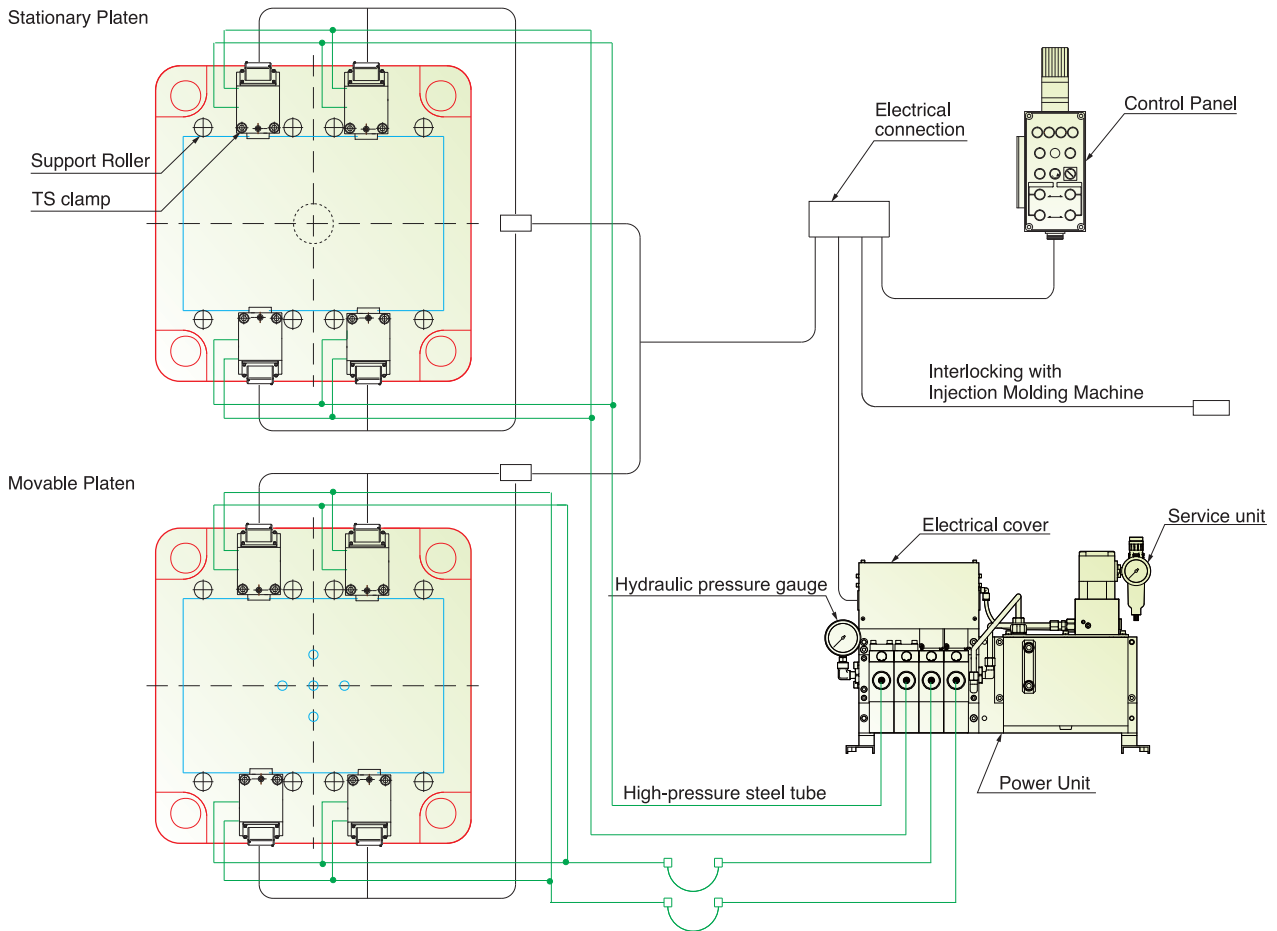 Stationary Platen
Support Roller
TS clamp
Electrical
connection
Control Panel
Interlocking with
Injection Molding Machine
Movable Platen
Electrical cover
Service unit
Hydraulic pressure gauge
High-pressure steel tube
Power Unit